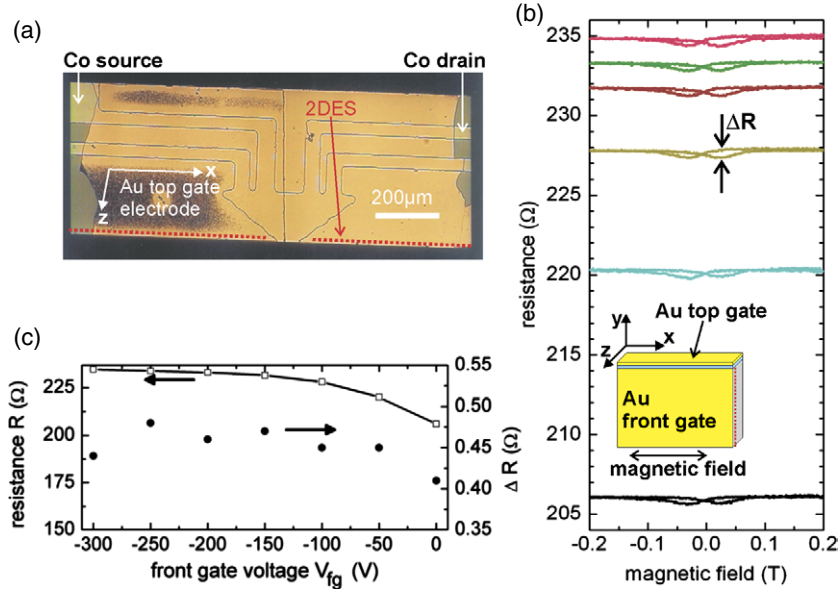 (a)
Co source
Co drain
2DES
x
Au top gate
electrode
z
200μm
(b)
235
230
225
220
215
210
205
resistance (Ω)
ΔR
Au top gate
y
x
z
Au
front gate
magnetic field
-0.2
-0.1
0.0
0.1
0.2
magnetic field (T)
(c)
225
200
175
150
resistance R (Ω)
0.55
0.50
0.45
0.40
0.35
Δ R (Ω)
-300
-250
-200
-150
-100
-50
0
front gate voltage Vfg (V)